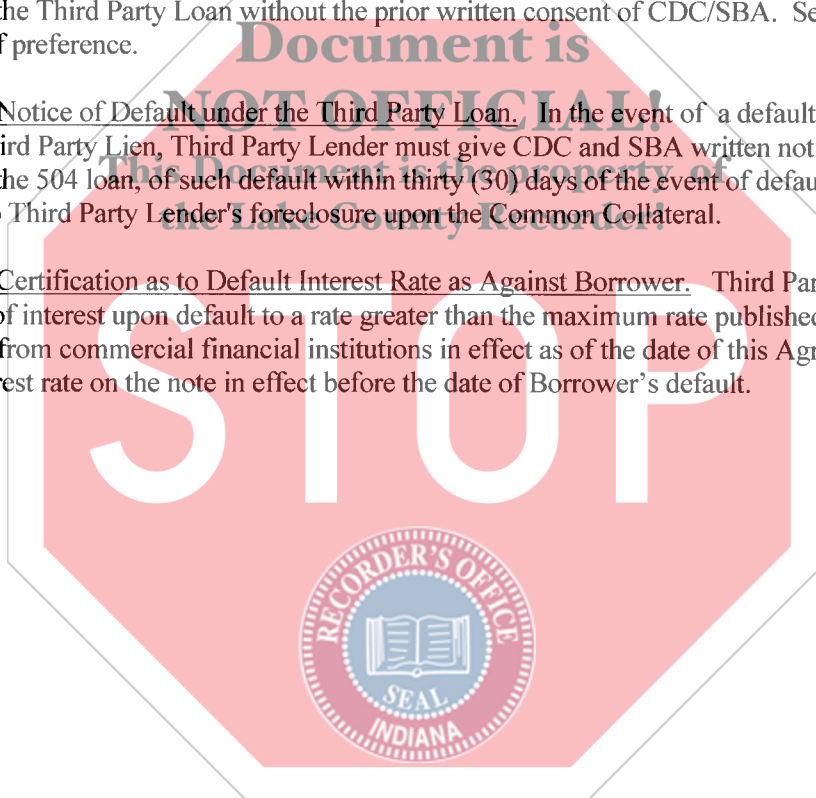 the Third Party Loan without the prior written consent of CDC/SBA. Se
f preference.
Document is
NOT OFFICIAL!
Notice of Default under the Third Party Loan. In the event of a default
ird Party Lien, Third Party Lender must give CDC and SBA written not
This Document is the property of
he 504 loan, of such default within thirty (30) days of the event of defau
Third Party Lender's foreclosure upon the Common Collateral.
the Lake County Recorder!
Certification as to Default Interest Rate as Against Borrower. Third Par
of interest upon default to a rate greater than the maximum rate published
from commercial financial institutions in effect as of the date of this Agr
rest rate on the note in effect before the date of Borrower's default.
STOP
RECORDER'S OFFICE
SEAL
INDIANA